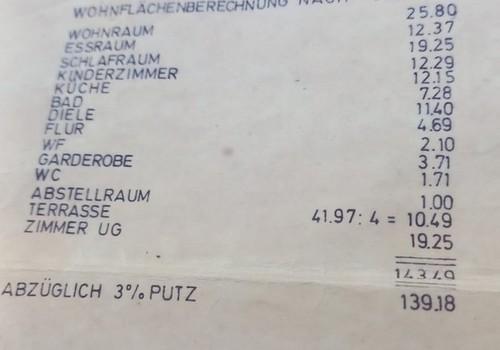 WOHNFLÄCHENBERECHNUNG NACH
WOHNRAUM 25.80
ESSRAUM 12.37
SCHLAFRAUM 19.25
KINDERZIMMER 12.29
KÜCHE 12.15
BAD 7.28
DIELE 11.40
FLUR 4.69
WF 2.10
GARDEROBE 3.71
WC 1.71
ABSTELLRAUM 1.00
TERRASSE 41.97 : 4 = 10.49
ZIMMER UG 19.25
143.49
ABZÜGLICH 3% PUTZ 139.18